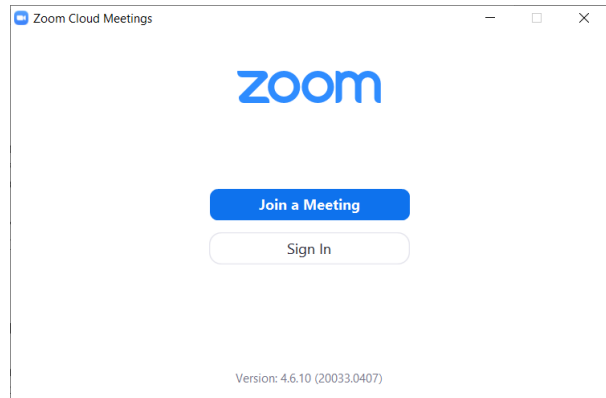 Zoom Cloud Meetings
zoom
Join a Meeting
Sign In
Version: 4.6.10 (20033.0407)